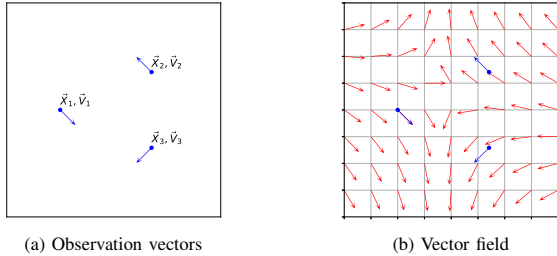 $\vec{X}_2, \vec{V}_2$
$\vec{X}_1, \vec{V}_1$
$\vec{X}_3, \vec{V}_3$
(a) Observation vectors
(b) Vector field